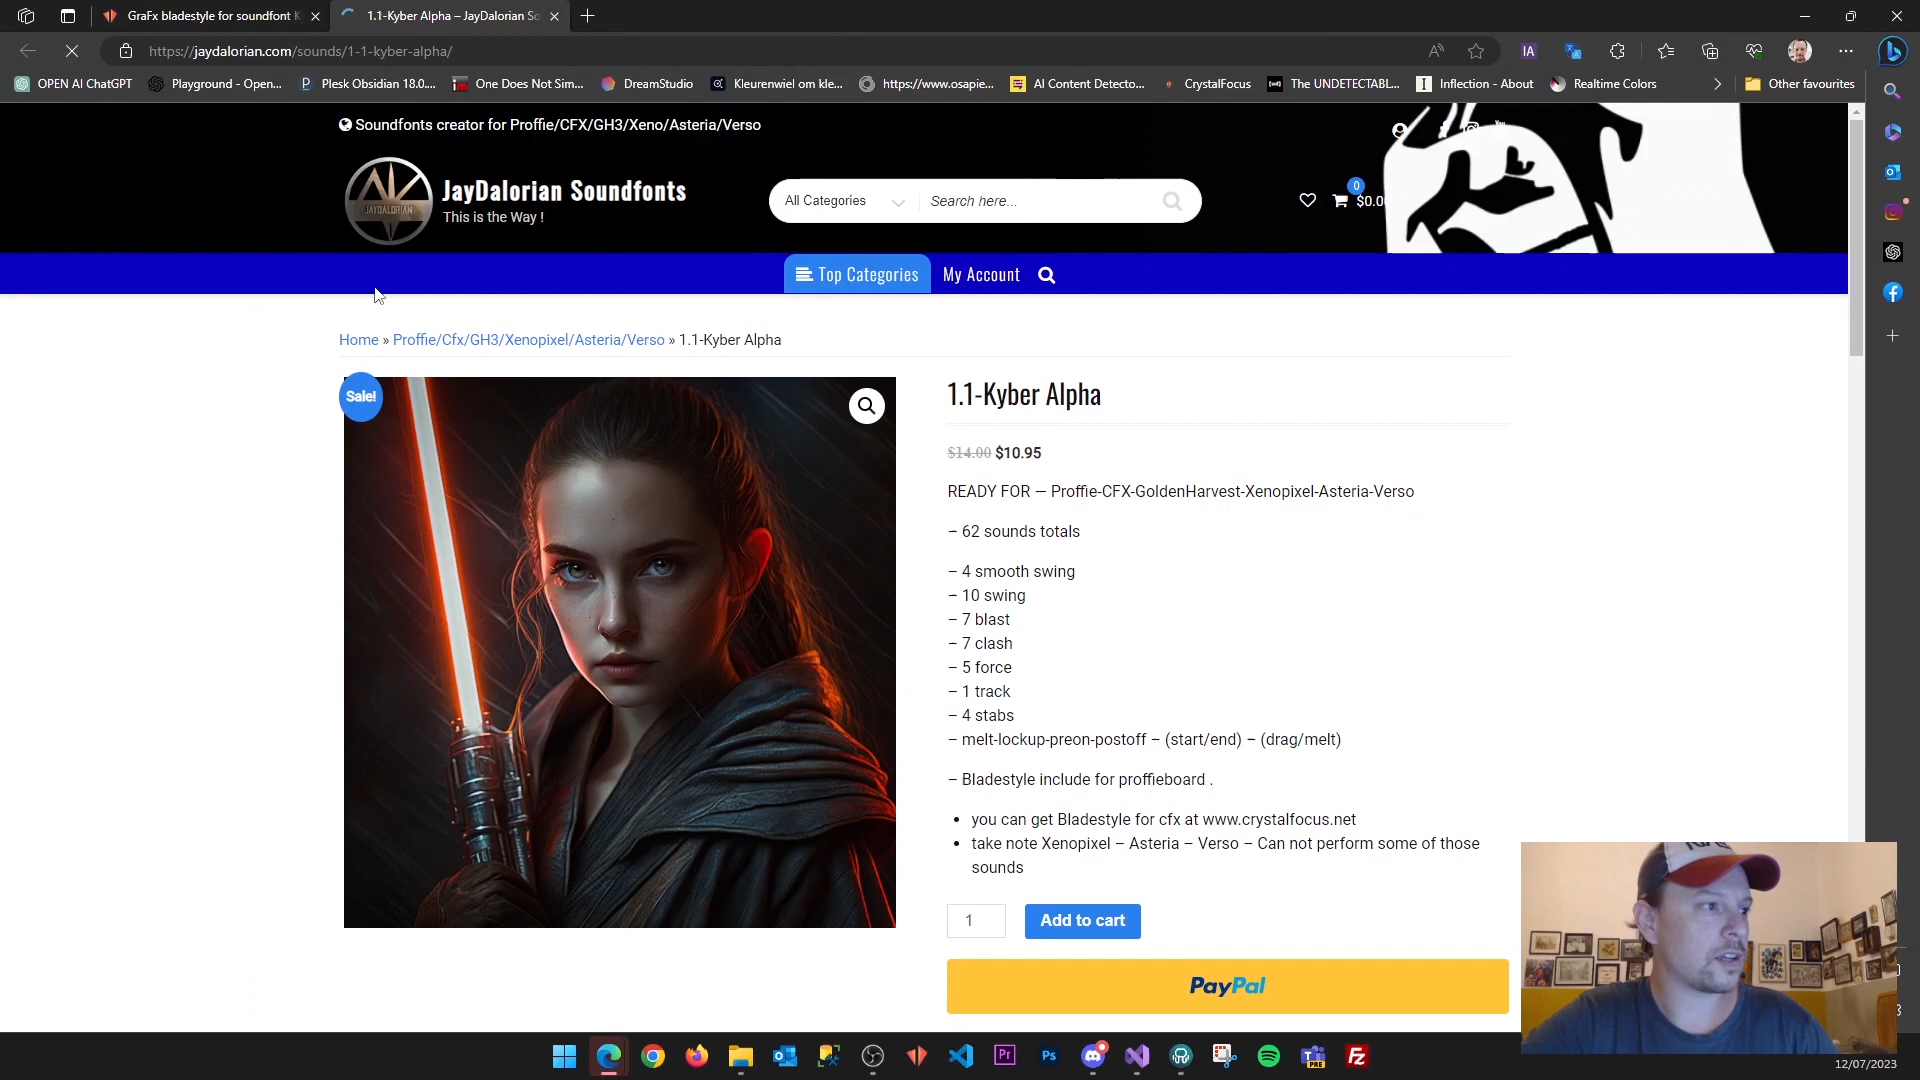 GraFx bladestyle for soundfont K
1.1-Kyber Alpha – JayDalorian So
https://jaydalorian.com/sounds/1-1-kyber-alpha/
OPEN AI ChatGPT
Playground - Open...
Plesk Obsidian 18.0....
One Does Not Sim...
DreamStudio
Kleurenwiel om kle...
https://www.osapie...
AI Content Detecto...
CrystalFocus
The UNDETECTABL...
Inflection - About
Realtime Colors
Other favourites
Soundfonts creator for Proffie/CFX/GH3/Xeno/Asteria/Verso
JAYDALORIAN
JayDalorian Soundfonts
This is the Way !
All Categories
Search here...
0
$0.0
Top Categories
My Account
Home » Proffie/Cfx/GH3/Xenopixel/Asteria/Verso » 1.1-Kyber Alpha
Sale!
1.1-Kyber Alpha
$14.00 $10.95
READY FOR — Proffie-CFX-GoldenHarvest-Xenopixel-Asteria-Verso
– 62 sounds totals
– 4 smooth swing
– 10 swing
– 7 blast
– 7 clash
– 5 force
– 1 track
– 4 stabs
– melt-lockup-preon-postoff – (start/end) – (drag/melt)
– Bladestyle include for proffieboard .
• you can get Bladestyle for cfx at www.crystalfocus.net
• take note Xenopixel – Asteria – Verso – Can not perform some of those
sounds
1
Add to cart
PayPal
Pr
Ps
PRE
Fz
12/07/2023